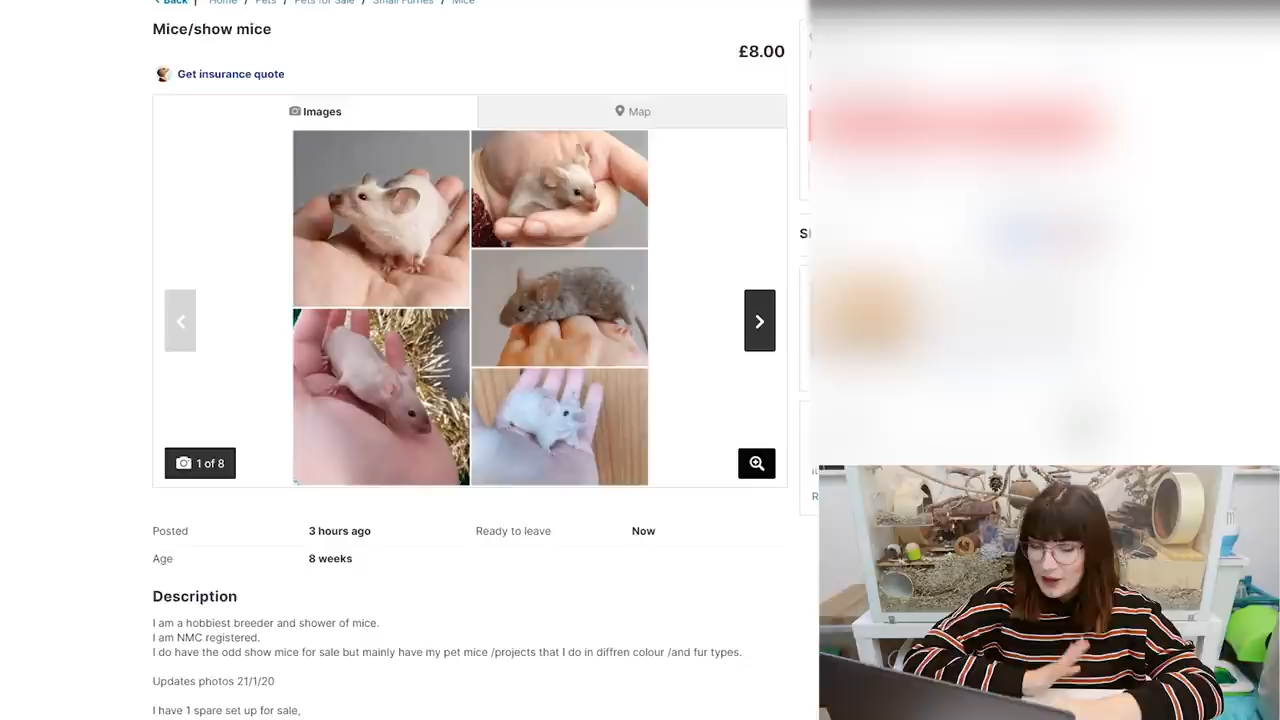 Back / Home / Pets / Pets for Sale / Small Furries / Mice
Mice/show mice
£8.00
Get insurance quote
Images
Map
1 of 8
Posted
3 hours ago
Ready to leave
Now
Age
8 weeks
Description
I am a hobbiest breeder and shower of mice.
I am NMC registered.
I do have the odd show mice for sale but mainly have my pet mice /projects that I do in diffren colour /and fur types.
Updates photos 21/1/20
I have 1 spare set up for sale,